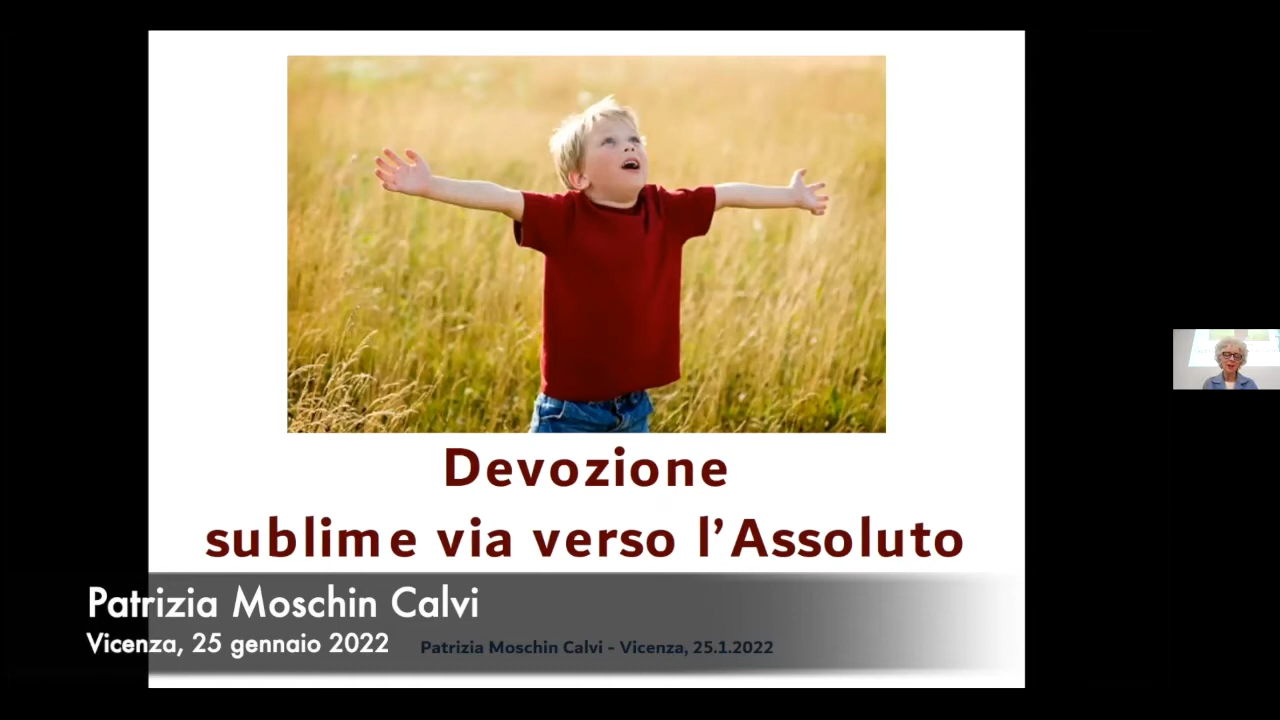 Devozione
sublime via verso l’Assoluto
Patrizia Moschin Calvi
Vicenza, 25 gennaio 2022
Patrizia Moschin Calvi - Vicenza, 25.1.2022